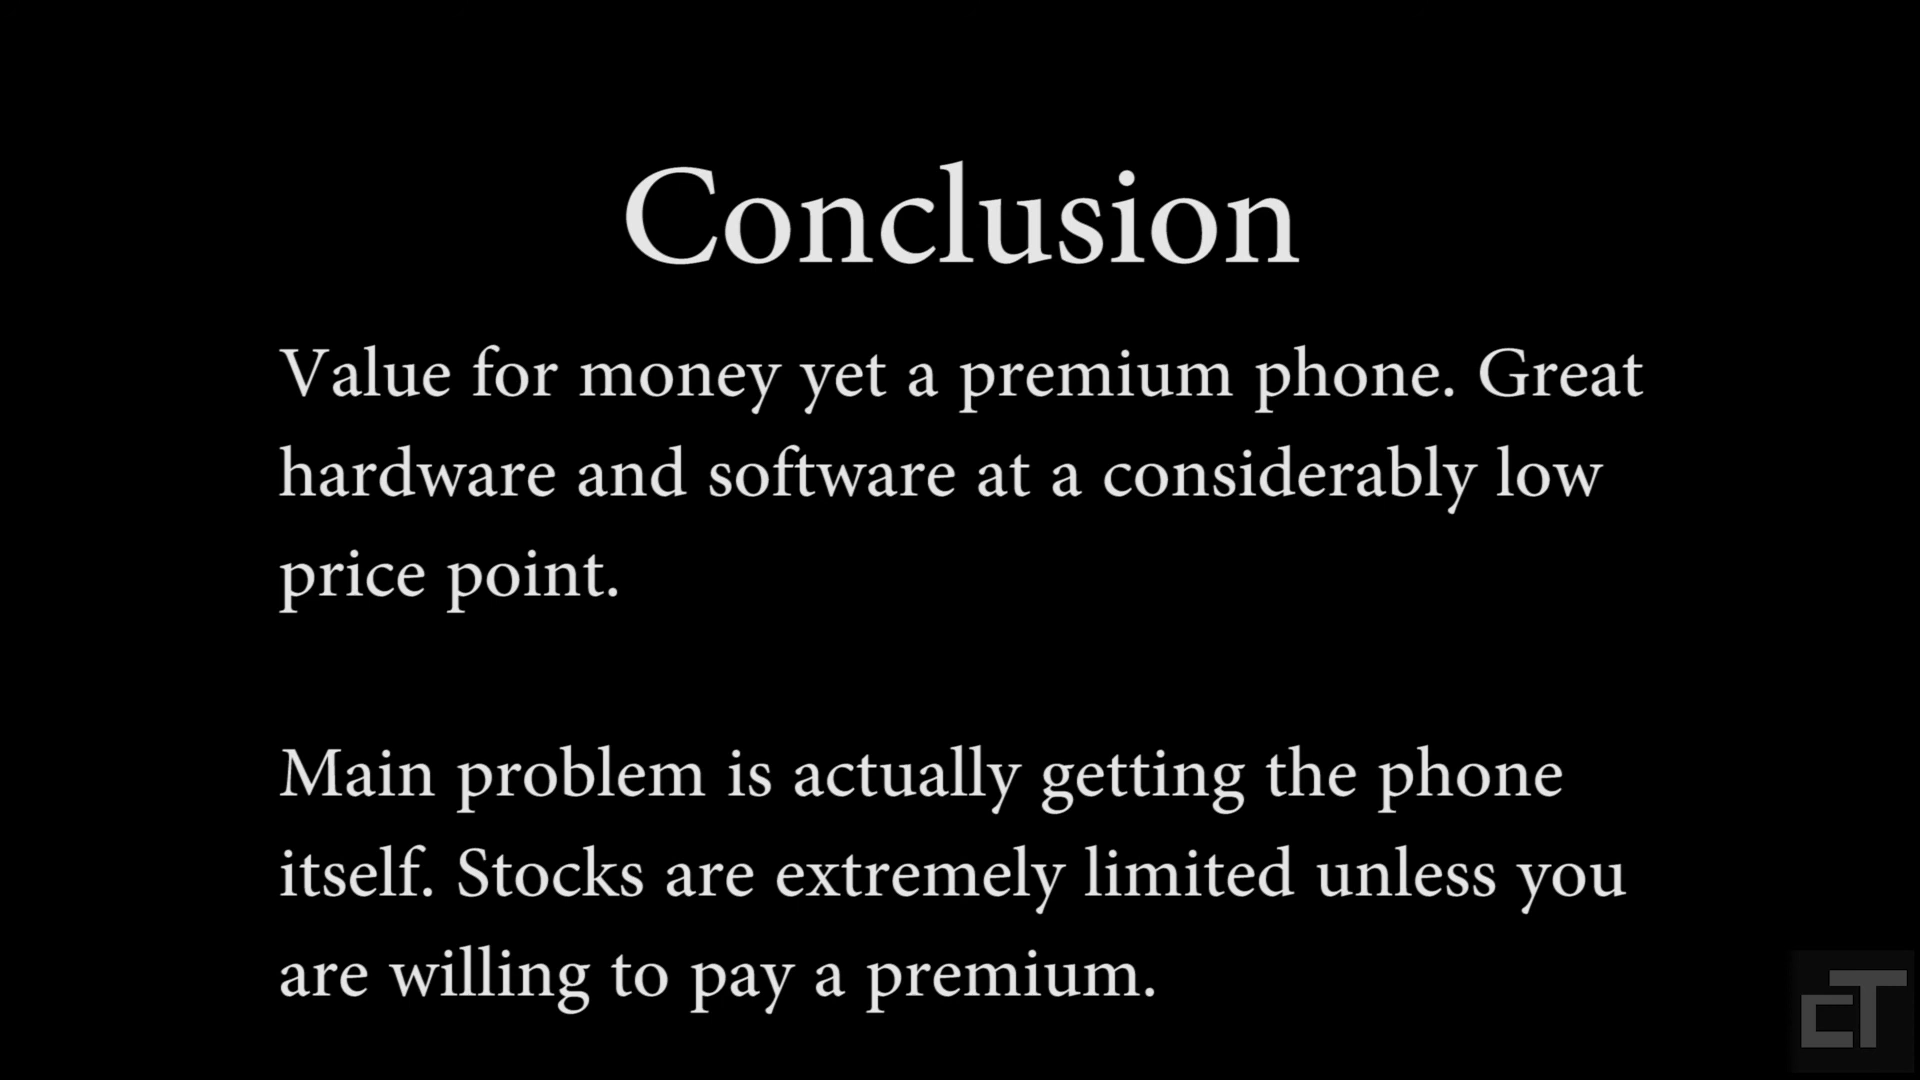 Conclusion
Value for money yet a premium phone. Great
hardware and software at a considerably low
price point.
Main problem is actually getting the phone
itself. Stocks are extremely limited unless you
are willing to pay a premium.
cT